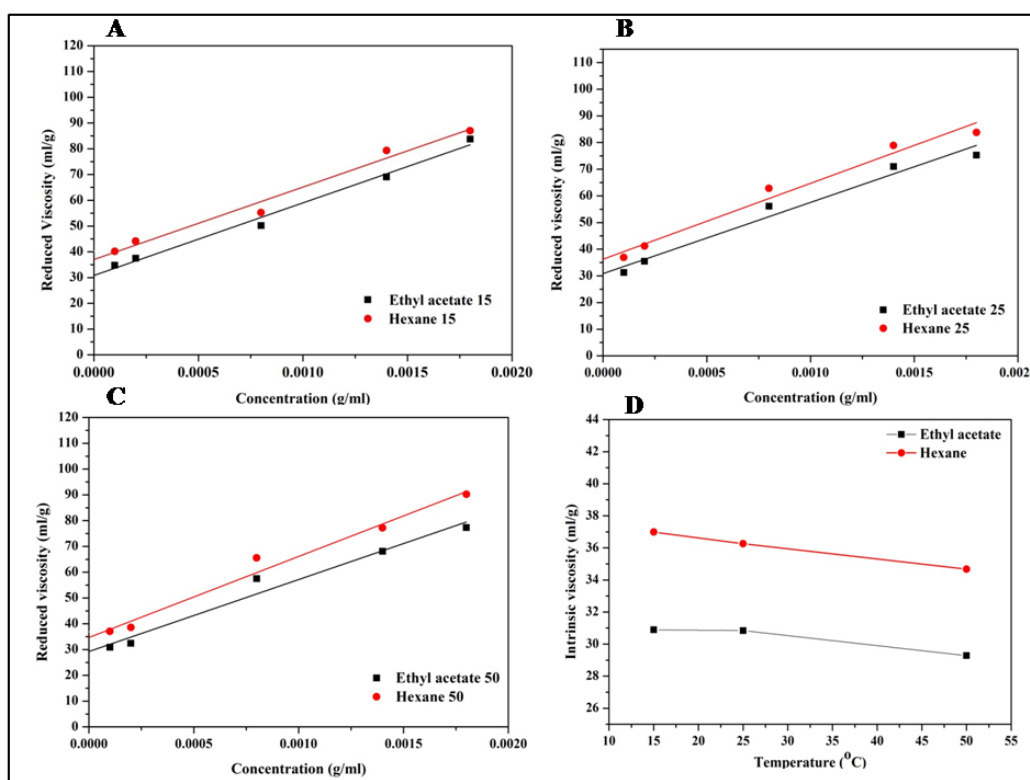 A
120
110
100
90
80
70
60
50
40
30
20
10
0
Reduced Viscosity (ml/g)
Ethyl acetate 15
Hexane 15
0.0000 0.0005 0.0010 0.0015 0.0020
Concentration (g/ml)
B
110
100
90
80
70
60
50
40
30
20
10
0
Reduced viscosity (ml/g)
Ethyl acetate 25
Hexane 25
0.0000 0.0005 0.0010 0.0015 0.002
Concentration (g/ml)
C
120
110
100
90
80
70
60
50
40
30
20
10
0
Reduced viscosity (ml/g)
Ethyl acetate 50
Hexane 50
0.0000 0.0005 0.0010 0.0015 0.0020
Concentration (g/ml)
D
44
42
40
38
36
34
32
30
28
26
Intrinsic viscosity (ml/g)
Ethyl acetate
Hexane
10 15 20 25 30 35 40 45 50 55
Temperature (°C)